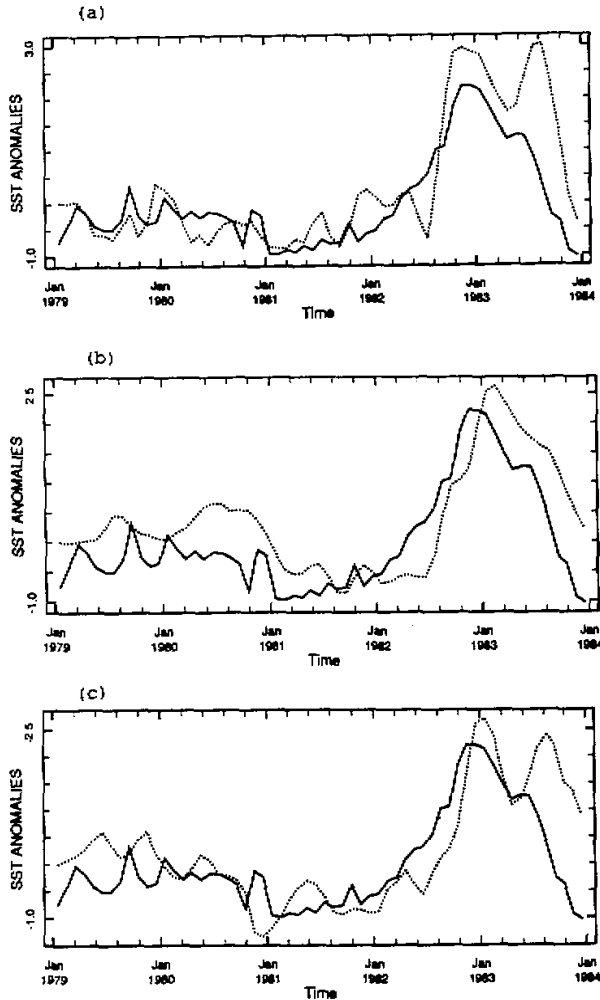 (a)
3.0
SST ANOMALIES
-1.0
Jan 1979
Jan 1980
Jan 1981
Jan 1982
Jan 1983
Jan 1984
Time
(b)
2.5
SST ANOMALIES
-1.0
Jan 1979
Jan 1980
Jan 1981
Jan 1982
Jan 1983
Jan 1984
Time
(c)
-2.5
SST ANOMALIES
-1.0
Jan 1979
Jan 1980
Jan 1981
Jan 1982
Jan 1983
Jan 1984
Time